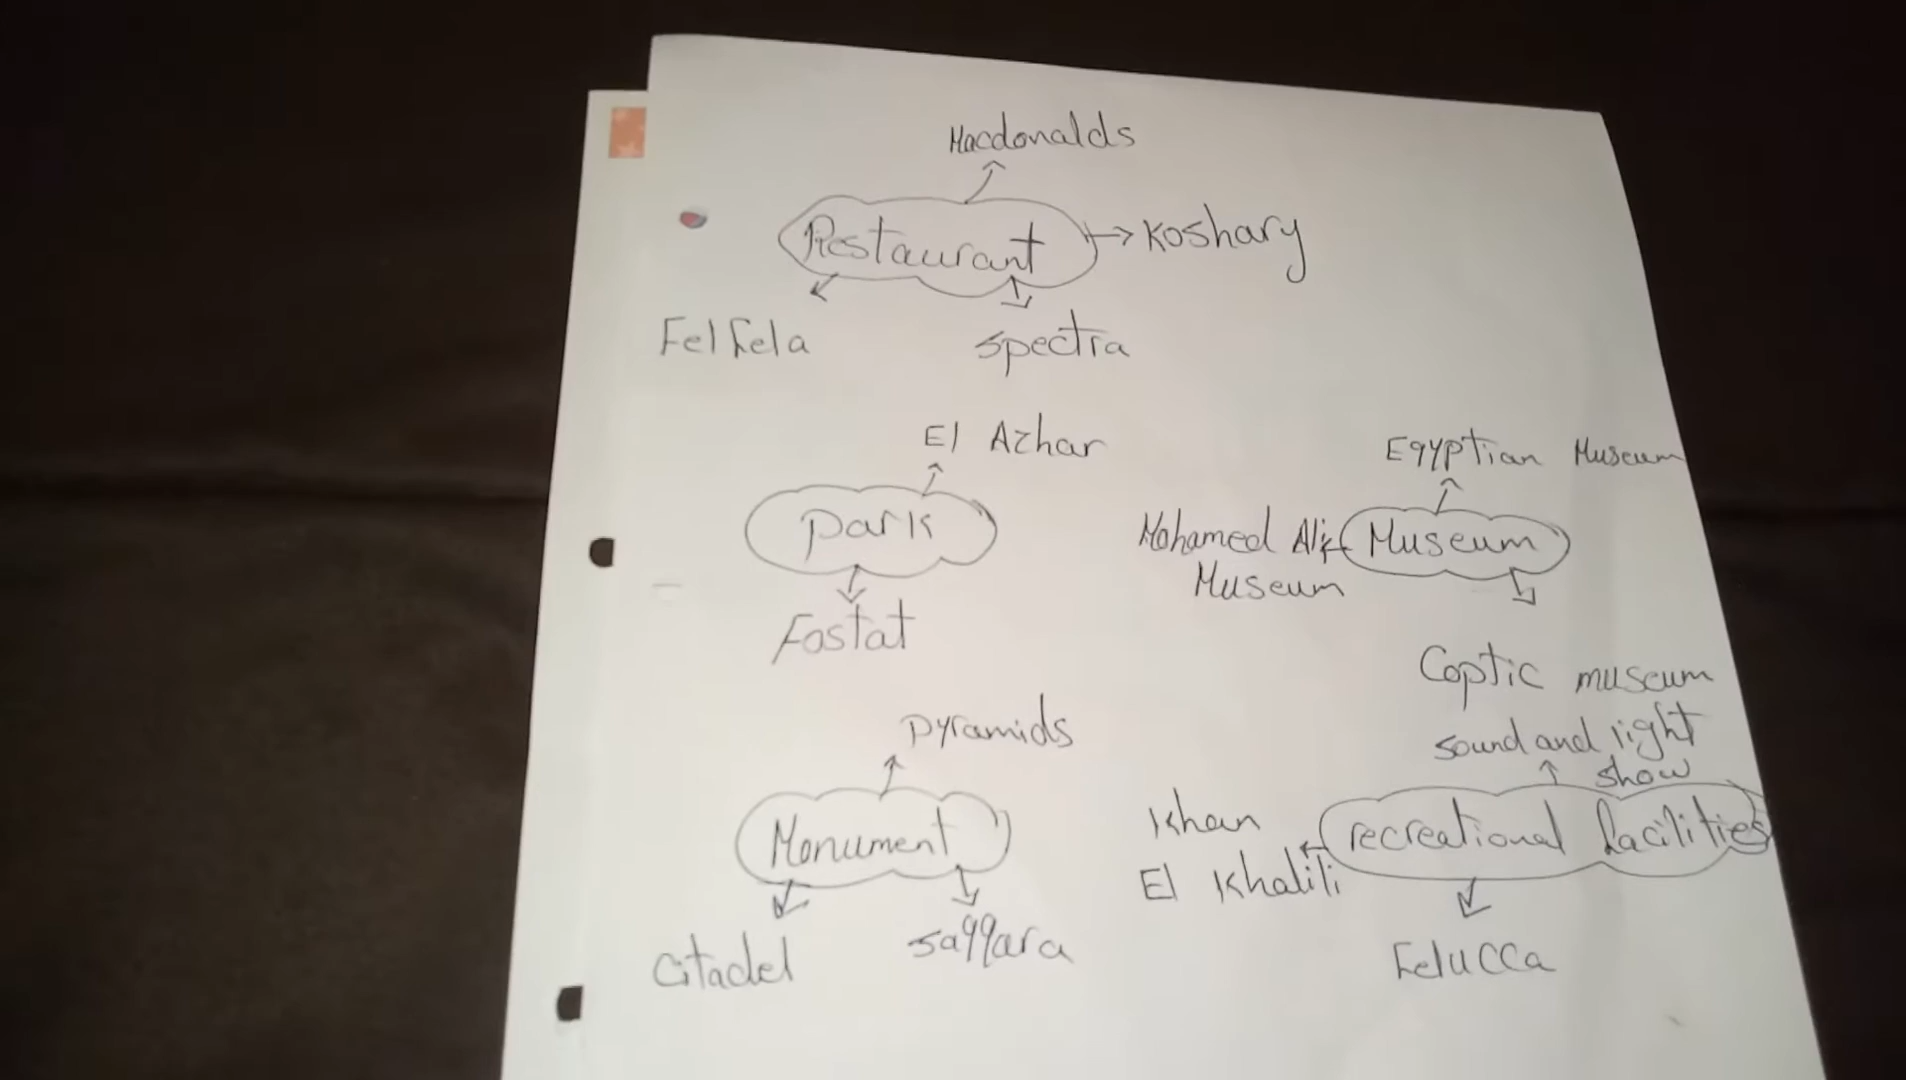 Macdonalds
Restaurant
Koshary
Felfela
Spectra
El Azhar
Park
Fostat
Egyptian Museum
Mohamed Ali
Museum
Museum
Coptic museum
Pyramids
Monument
Citadel
Saqqara
sound and light
show
Khan
El Khalili
recreational facilities
Felucca